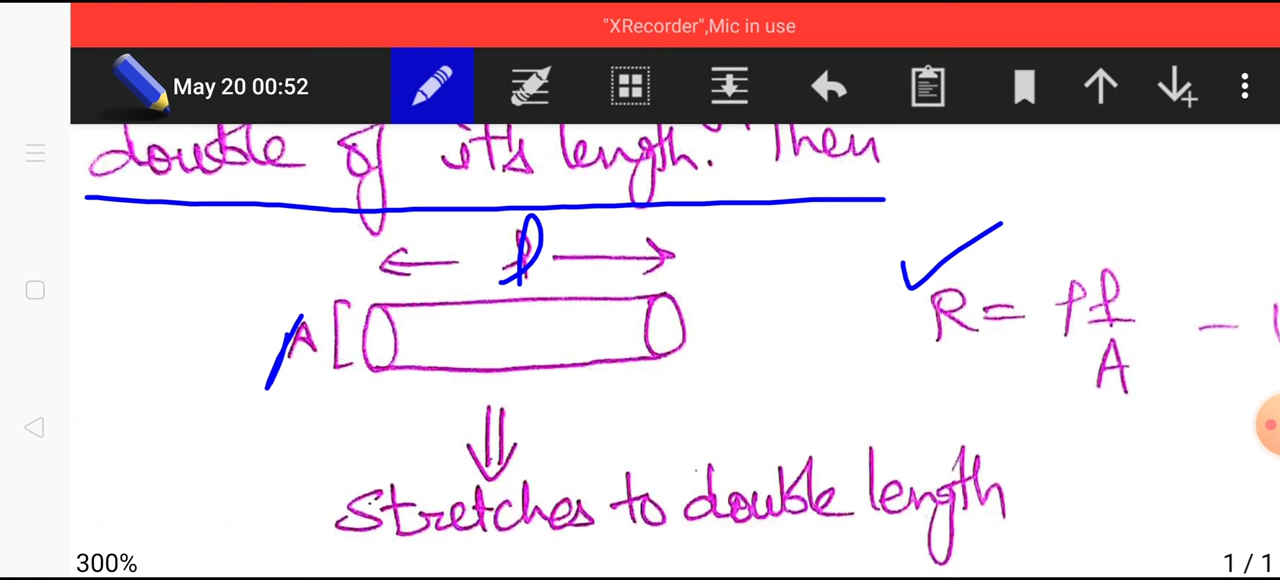 "XRecorder",Mic in use
May 20 00:52
double of it's length. Then
← l →
A [
R = ρl/A - 1
stretches to double length
300%
1 / 1